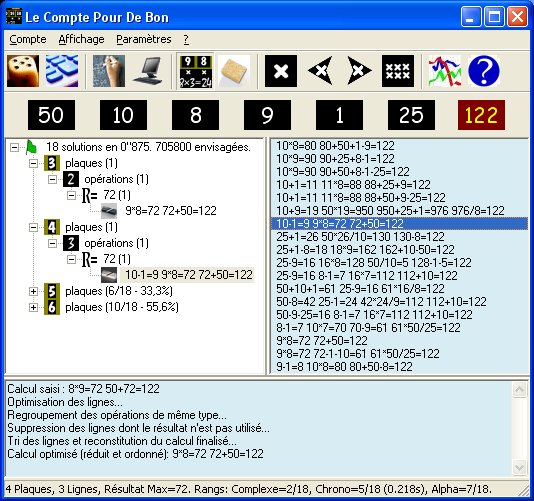 Le Compte Pour De Bon
Compte Affichage Paramètres ?
9 8
8x3=24
50 10 8 9 1 25 122
18 solutions en 0"875. 705800 envisagées.
3 plaques (1)
2 opérations (1)
R= 72 (1)
9*8=72 72+50=122
4 plaques (1)
3 opérations (1)
R= 72 (1)
10-1=9 9*8=72 72+50=122
5 plaques (6/18 - 33,3%)
6 plaques (10/18 - 55,6%)
10*8=80 80+50+1-9=122
10*9=90 90+25+8-1=122
10*9=90 90+50+8-1-25=122
10+1=11 11*8=88 88+25+9=122
10+1=11 11*8=88 88+50+9-25=122
10+9=19 50*19=950 950+25+1=976 976/8=122
10-1=9 9*8=72 72+50=122
25+1=26 50*26/10=130 130-8=122
25+1-8=18 18*9=162 162+10-50=122
25-9=16 16*8=128 50/10=5 128-1-5=122
25-9=16 8-1=7 16*7=112 112+10=122
50+10+1=61 25-9=16 61*16/8=122
50-8=42 25-1=24 42*24/9=112 112+10=122
50-9-25=16 8-1=7 16*7=112 112+10=122
8-1=7 10*7=70 70-9=61 61*50/25=122
9*8=72 72+50=122
9*8=72 72-1-10=61 61*50/25=122
9-1=8 10*8=80 80+50-8=122
Calcul saisi : 8*9=72 50+72=122
Optimisation des lignes...
Regroupement des opérations de même type...
Suppression des lignes dont le résultat n'est pas utilisé...
Tri des lignes et reconstitution du calcul finalisé...
Calcul optimisé (réduit et ordonné): 9*8=72 72+50=122
4 Plaques, 3 Lignes, Résultat Max=72. Rangs: Complexe=2/18, Chrono=5/18 (0.218s), Alpha=7/18.